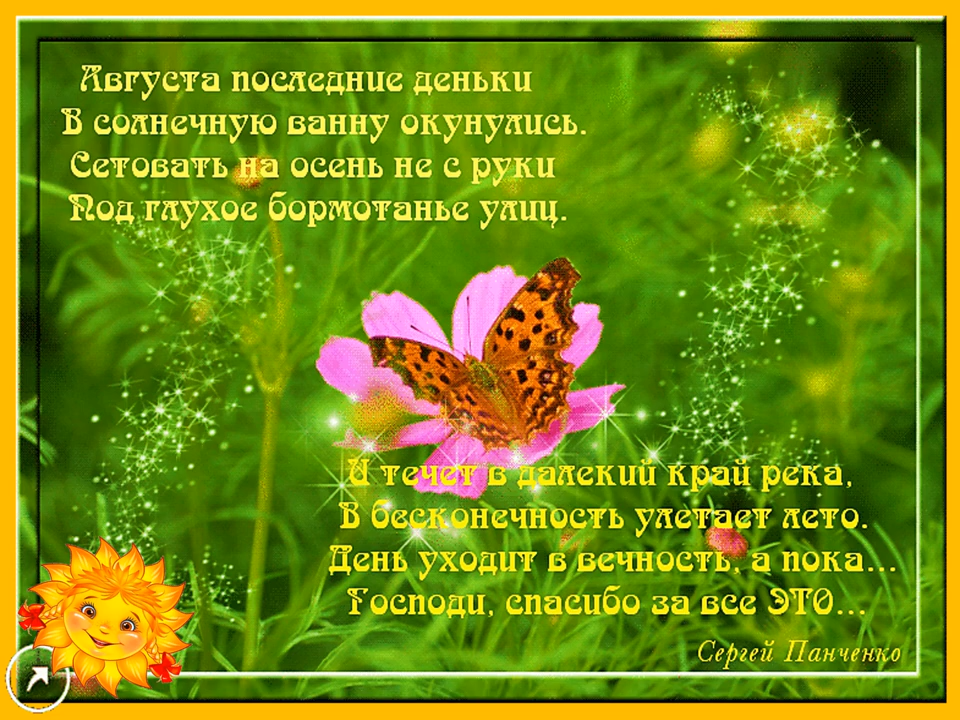 Августа последние деньки
В солнечную ванну окунулись.
Сетовать на осень не с руки
Под глухое бормотанье улиц.
И течет в далекий край река,
В бесконечность улетает лето.
День уходит в вечность, а пока...
Господи, спасибо за все ЭТО...
Сергей Панченко